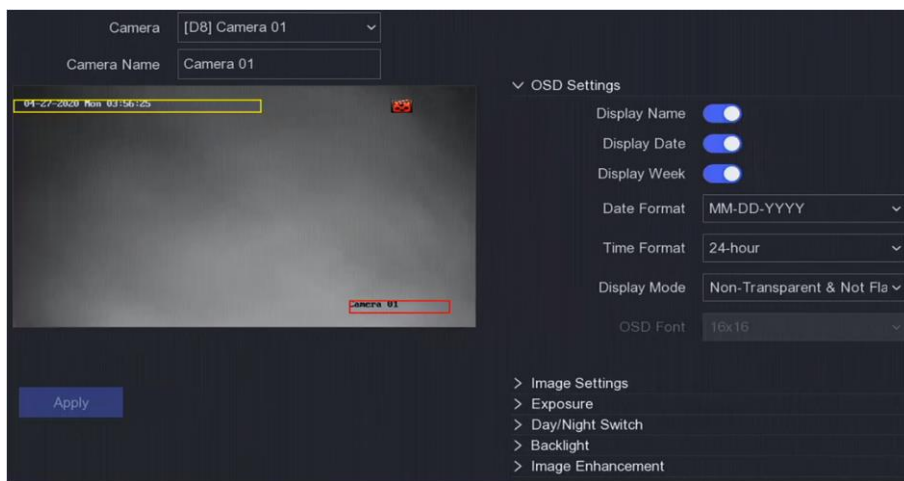 Camera [D8] Camera 01
Camera Name Camera 01
04-27-2020 Mon 03:56:25
Camera 01
Apply
OSD Settings
Display Name
Display Date
Display Week
Date Format MM-DD-YYYY
Time Format 24-hour
Display Mode Non-Transparent & Not Fla
OSD Font 16x16
Image Settings
Exposure
Day/Night Switch
Backlight
Image Enhancement